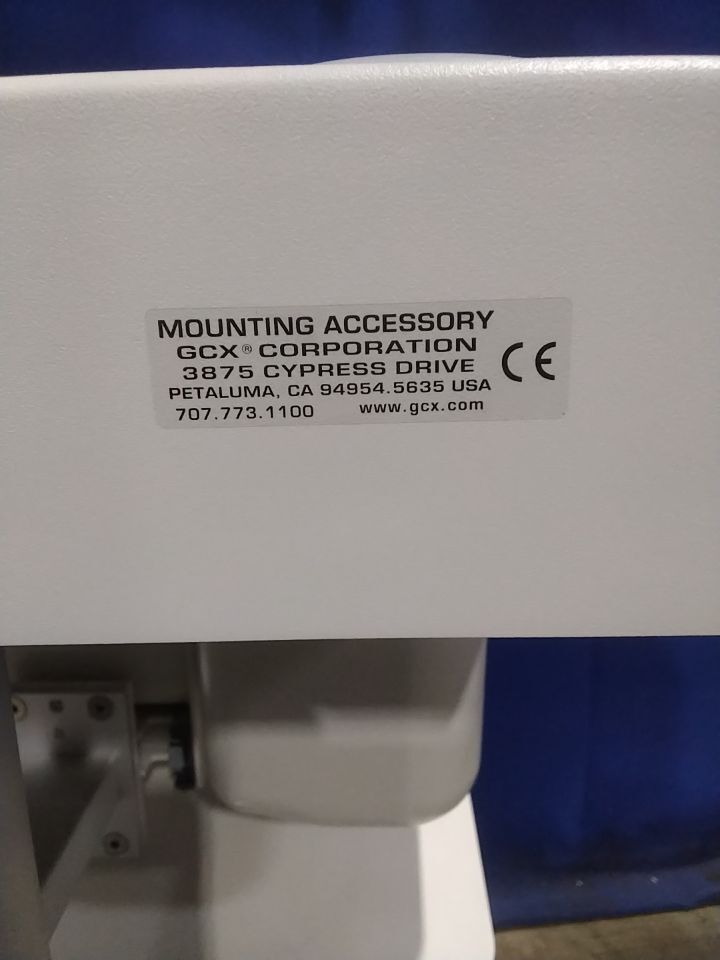 MOUNTING ACCESSORY
GCX® CORPORATION
3875 CYPRESS DRIVE
PETALUMA, CA 94954.5635 USA
707.773.1100 www.gcx.com
CE